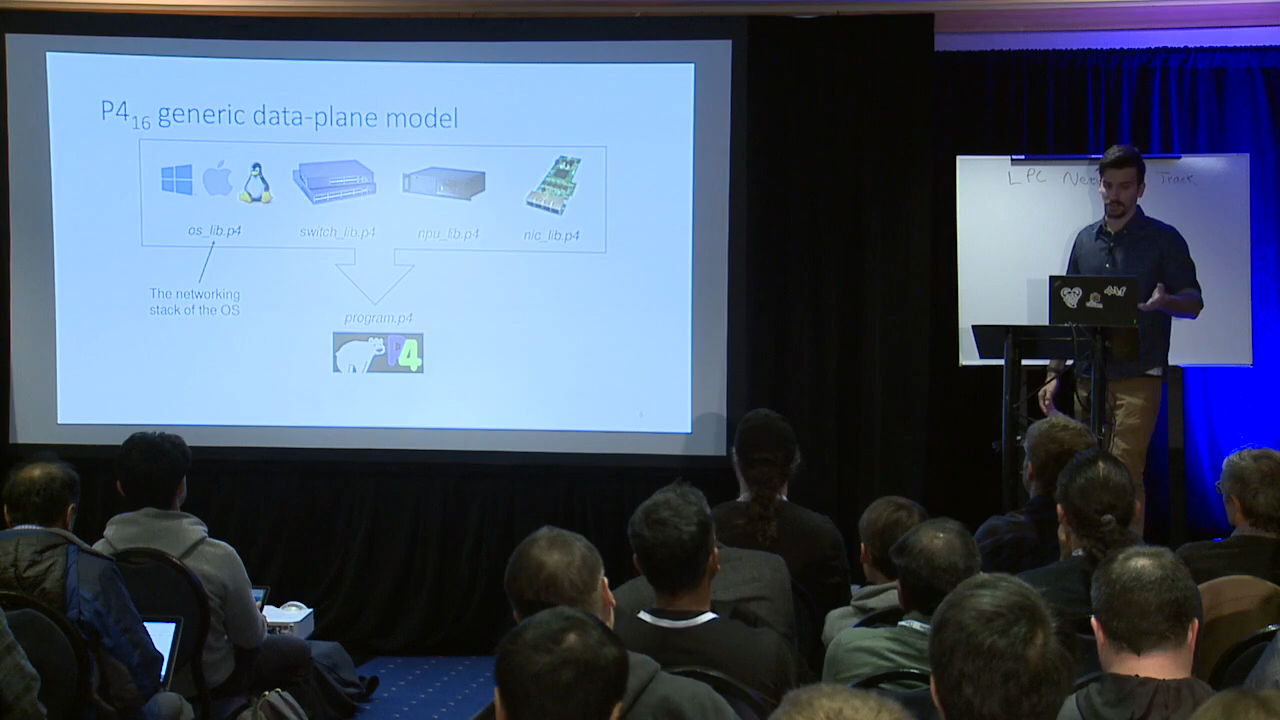 P4₁₆ generic data-plane model
os_lib.p4
switch_lib.p4
npu_lib.p4
nic_lib.p4
The networking
stack of the OS
program.p4
P4
6
LPC
Track